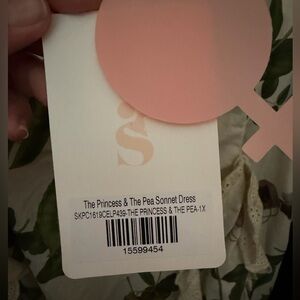 g
s
The Princess & The Pea Sonnet Dress
SKPC1619CELP439-THE PRINCESS & THE PEA-1X
15599454